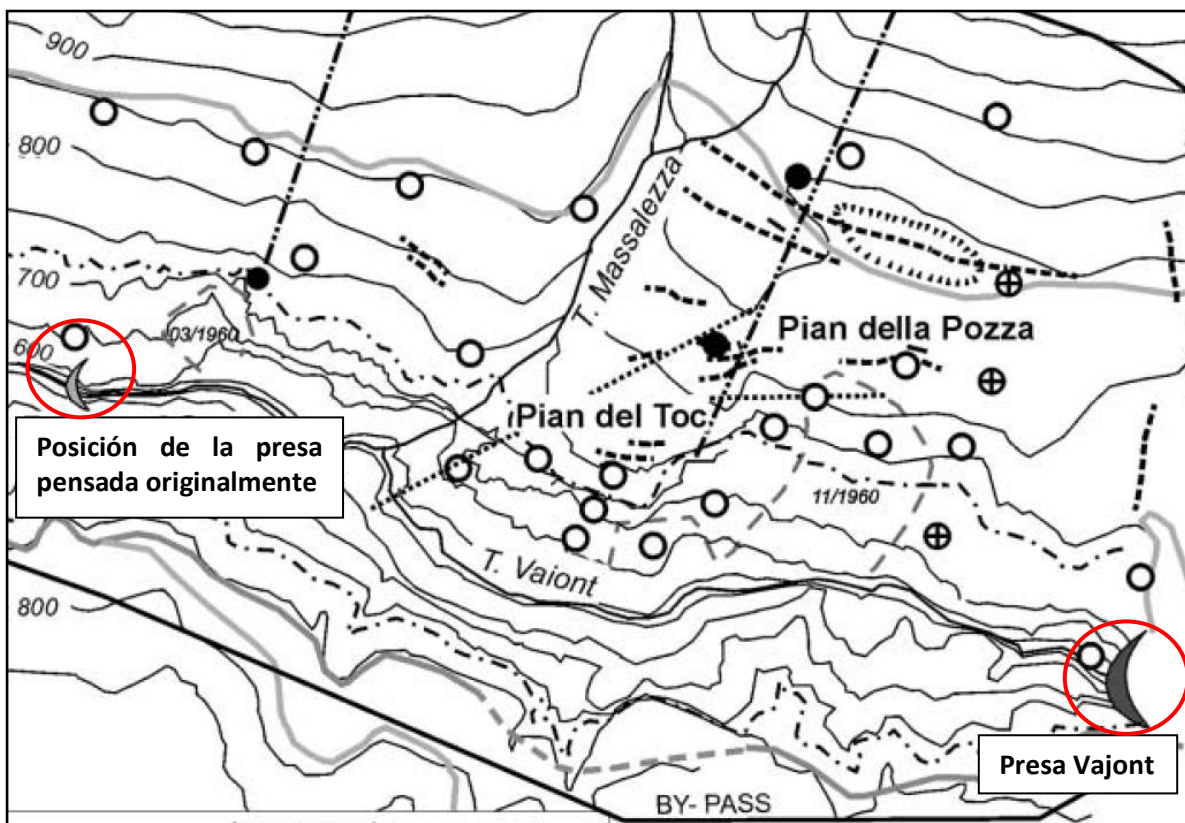 900
800
700
600
03/1960
T. Massalezza
Pian della Pozza
Pian del Toc
Posición de la presa
pensada originalmente
11/1960
T. Vaiont
800
Presa Vajont
BY- PASS